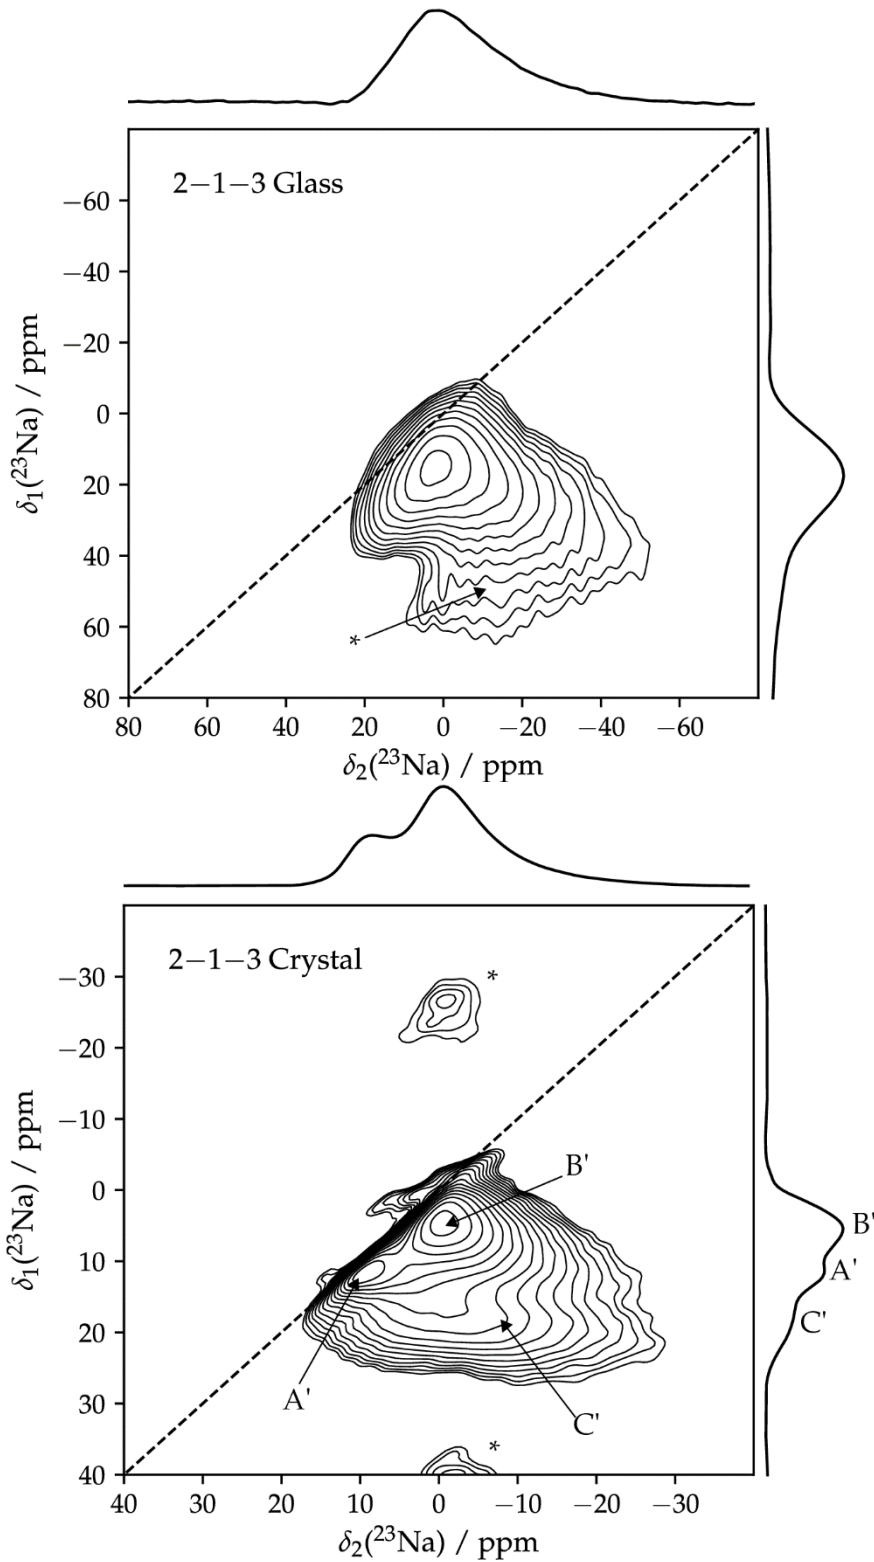 2−1−3 Glass
−60
−40
−20
0
20
40
60
80
δ₁(²³Na) / ppm
*
80 60 40 20 0 −20 −40 −60
δ₂(²³Na) / ppm
2−1−3 Crystal
*
−30
−20
−10
0
10
20
30
40
δ₁(²³Na) / ppm
B'
A'
C'
*
B'
A'
C'
40 30 20 10 0 −10 −20 −30
δ₂(²³Na) / ppm